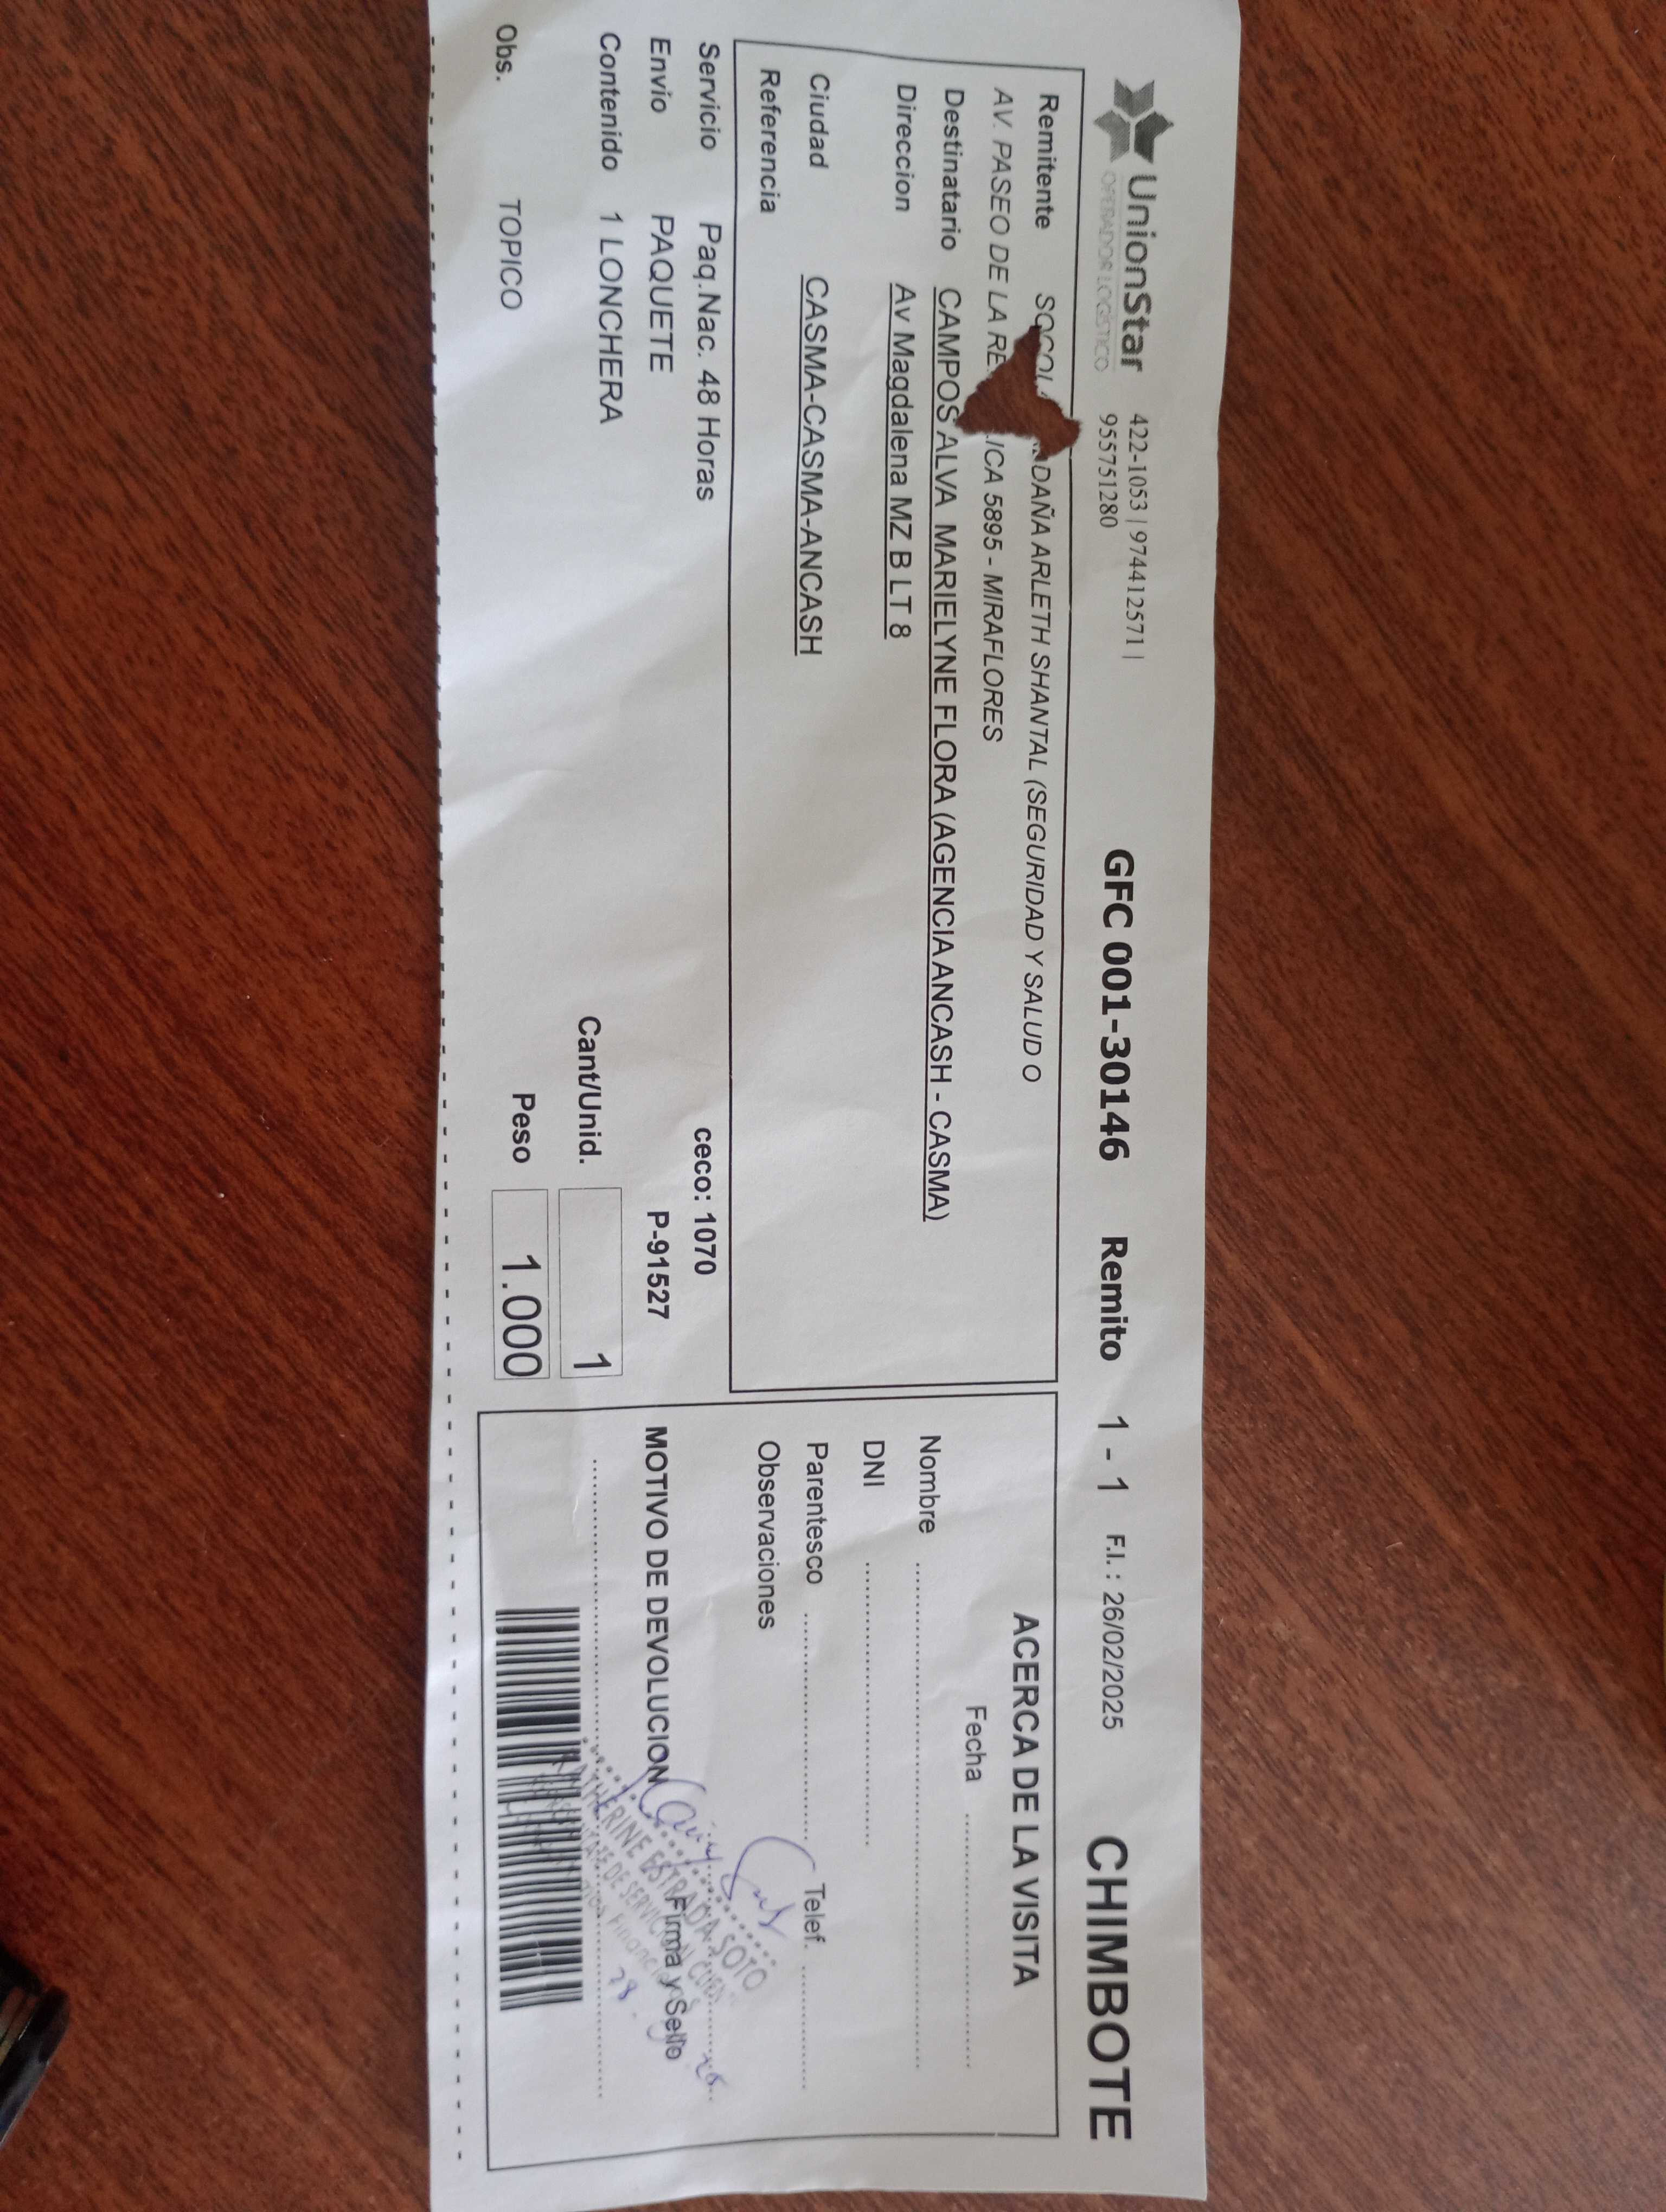 UnionStar
OPERADOR LOGÍSTICO
422-1053 | 974412571 |
955751280
GFC 001-30146 Remito 1 - 1 F.I. : 26/02/2025 CHIMBOTE
Remitente DAÑA ARLETH SHANTAL (SEGURIDAD Y SALUD O
AV. PASEO DE LA 5895 - MIRAFLORES
Destinatario CAMPOS ALVA MARIELYNE FLORA (AGENCIA ANCASH - CASMA)
Direccion Av Magdalena MZ B LT 8
Ciudad CASMA-CASMA-ANCASH
Referencia
Servicio Paq.Nac. 48 Horas ceco: 1070
Envio PAQUETE P-91527
Contenido 1 LONCHERA Cant/Unid. 1
Obs. TOPICO Peso 1.000
ACERCA DE LA VISITA
Fecha
Nombre
DNI
Parentesco Telef.
Observaciones
MOTIVO DE DEVOLUCION Firma y Sello
ESTRADA SOTO
DE